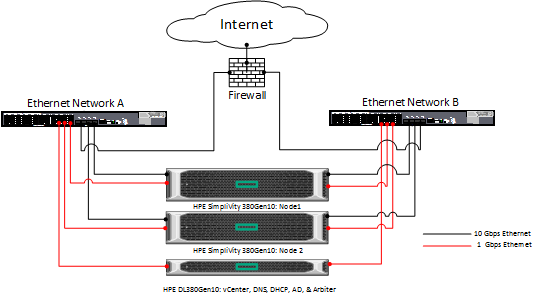 Internet
Firewall
Ethernet Network A
Ethernet Network B
HPE SimpliVity 380Gen10: Node1
HPE SimpliVity 380Gen10: Node 2
10 Gbps Ethernet
1 Gbps Ethernet
HPE DL380Gen10: vCenter, DNS, DHCP, AD, & Arbiter